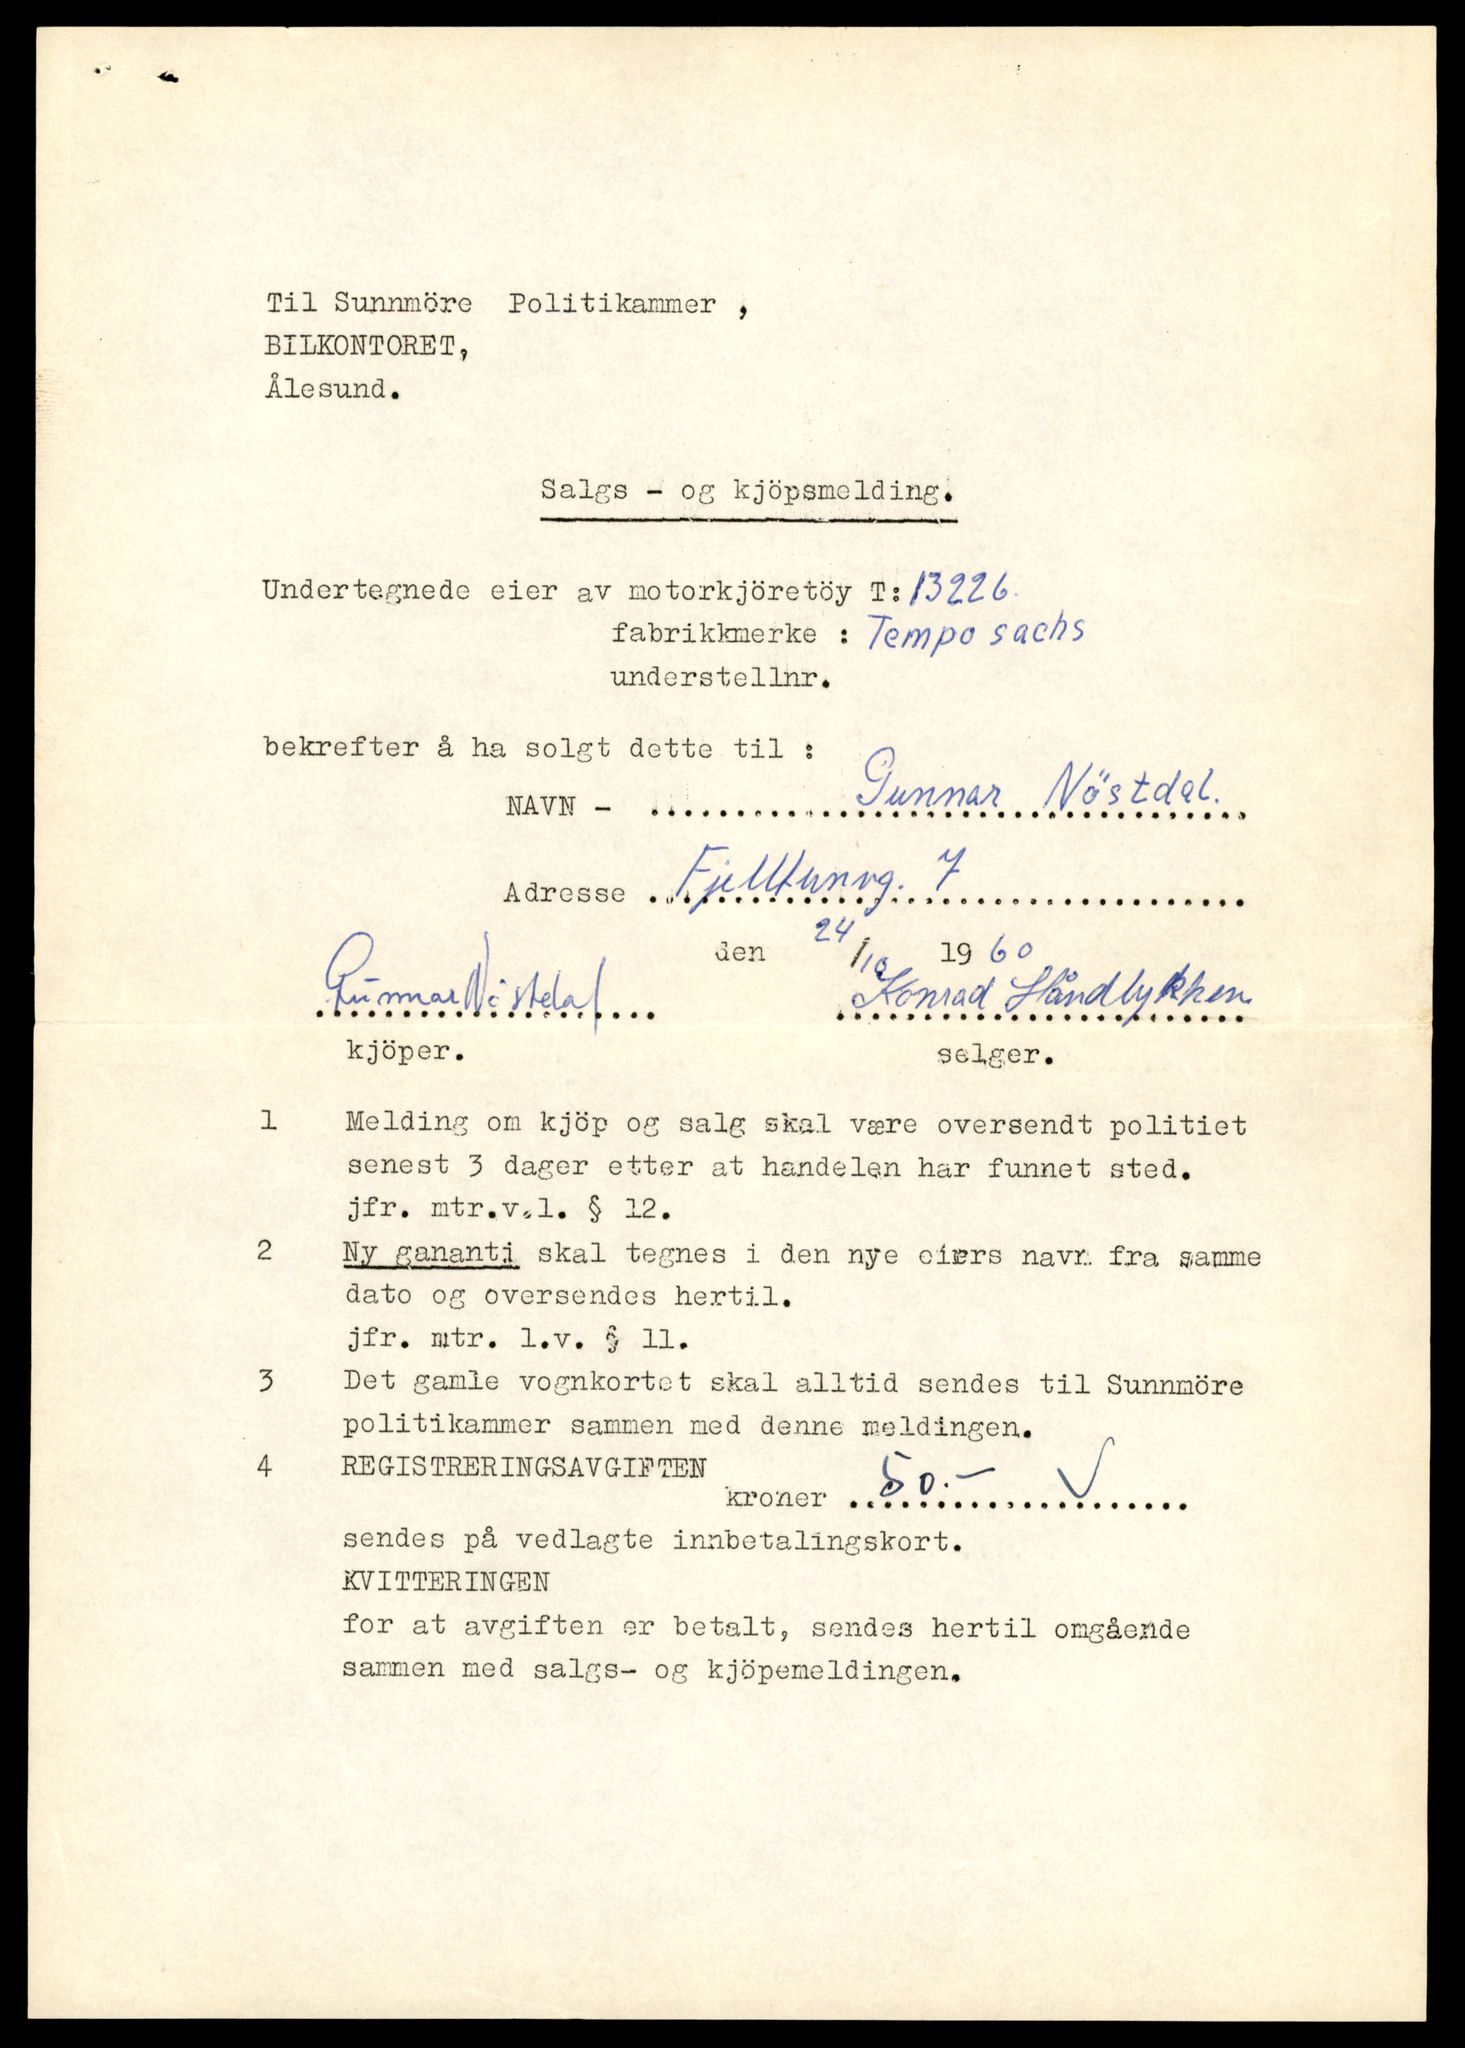 Til Sunnmöre Politikammer ,
BILKONTORET,
Ålesund.
Salgs - og kjöpsmelding.
Undertegnede eier av motorkjöretöy T: 13226.
fabrikkmerke : Tempo sachs
understellnr.
bekrefter å ha solgt dette til :
NAVN - Gunnar Nöstdal.
Adresse Fjelltunvg. 7
den 24/10 1960
Gunnar Nöstdal Konrad Håndlykken
kjöper. selger.
1 Melding om kjöp og salg skal være oversendt politiet
senest 3 dager etter at handelen har funnet sted.
jfr. mtr.v.l. § 12.
2 Ny gananti skal tegnes i den nye eiers navn fra samme
dato og oversendes hertil.
jfr. mtr. l.v. § 11.
3 Det gamle vognkortet skal alltid sendes til Sunnmöre
politikammer sammen med denne meldingen.
4 REGISTRERINGSAVGIFTEN
kroner 50.-
sendes på vedlagte innbetalingskort.
KVITTERINGEN
for at avgiften er betalt, sendes hertil omgående
sammen med salgs- og kjöpemeldingen.